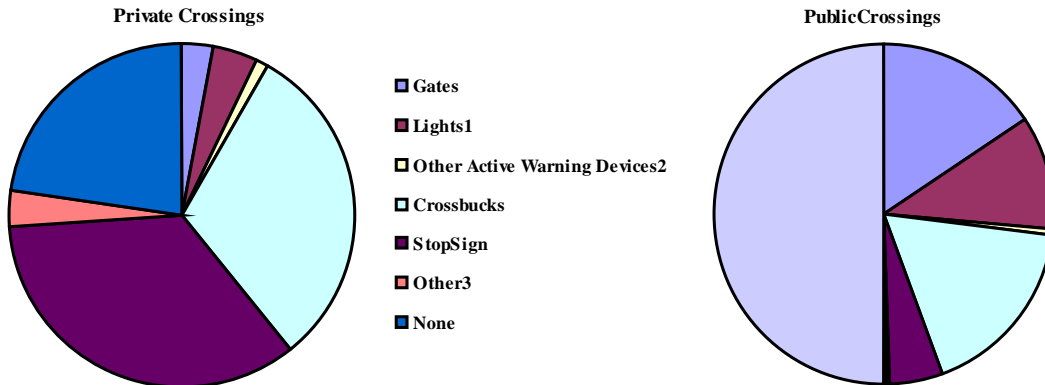 Private Crossings
PublicCrossings
Gates
Lights1
Other Active Warning Devices2
Crossbucks
StopSign
Other3
None